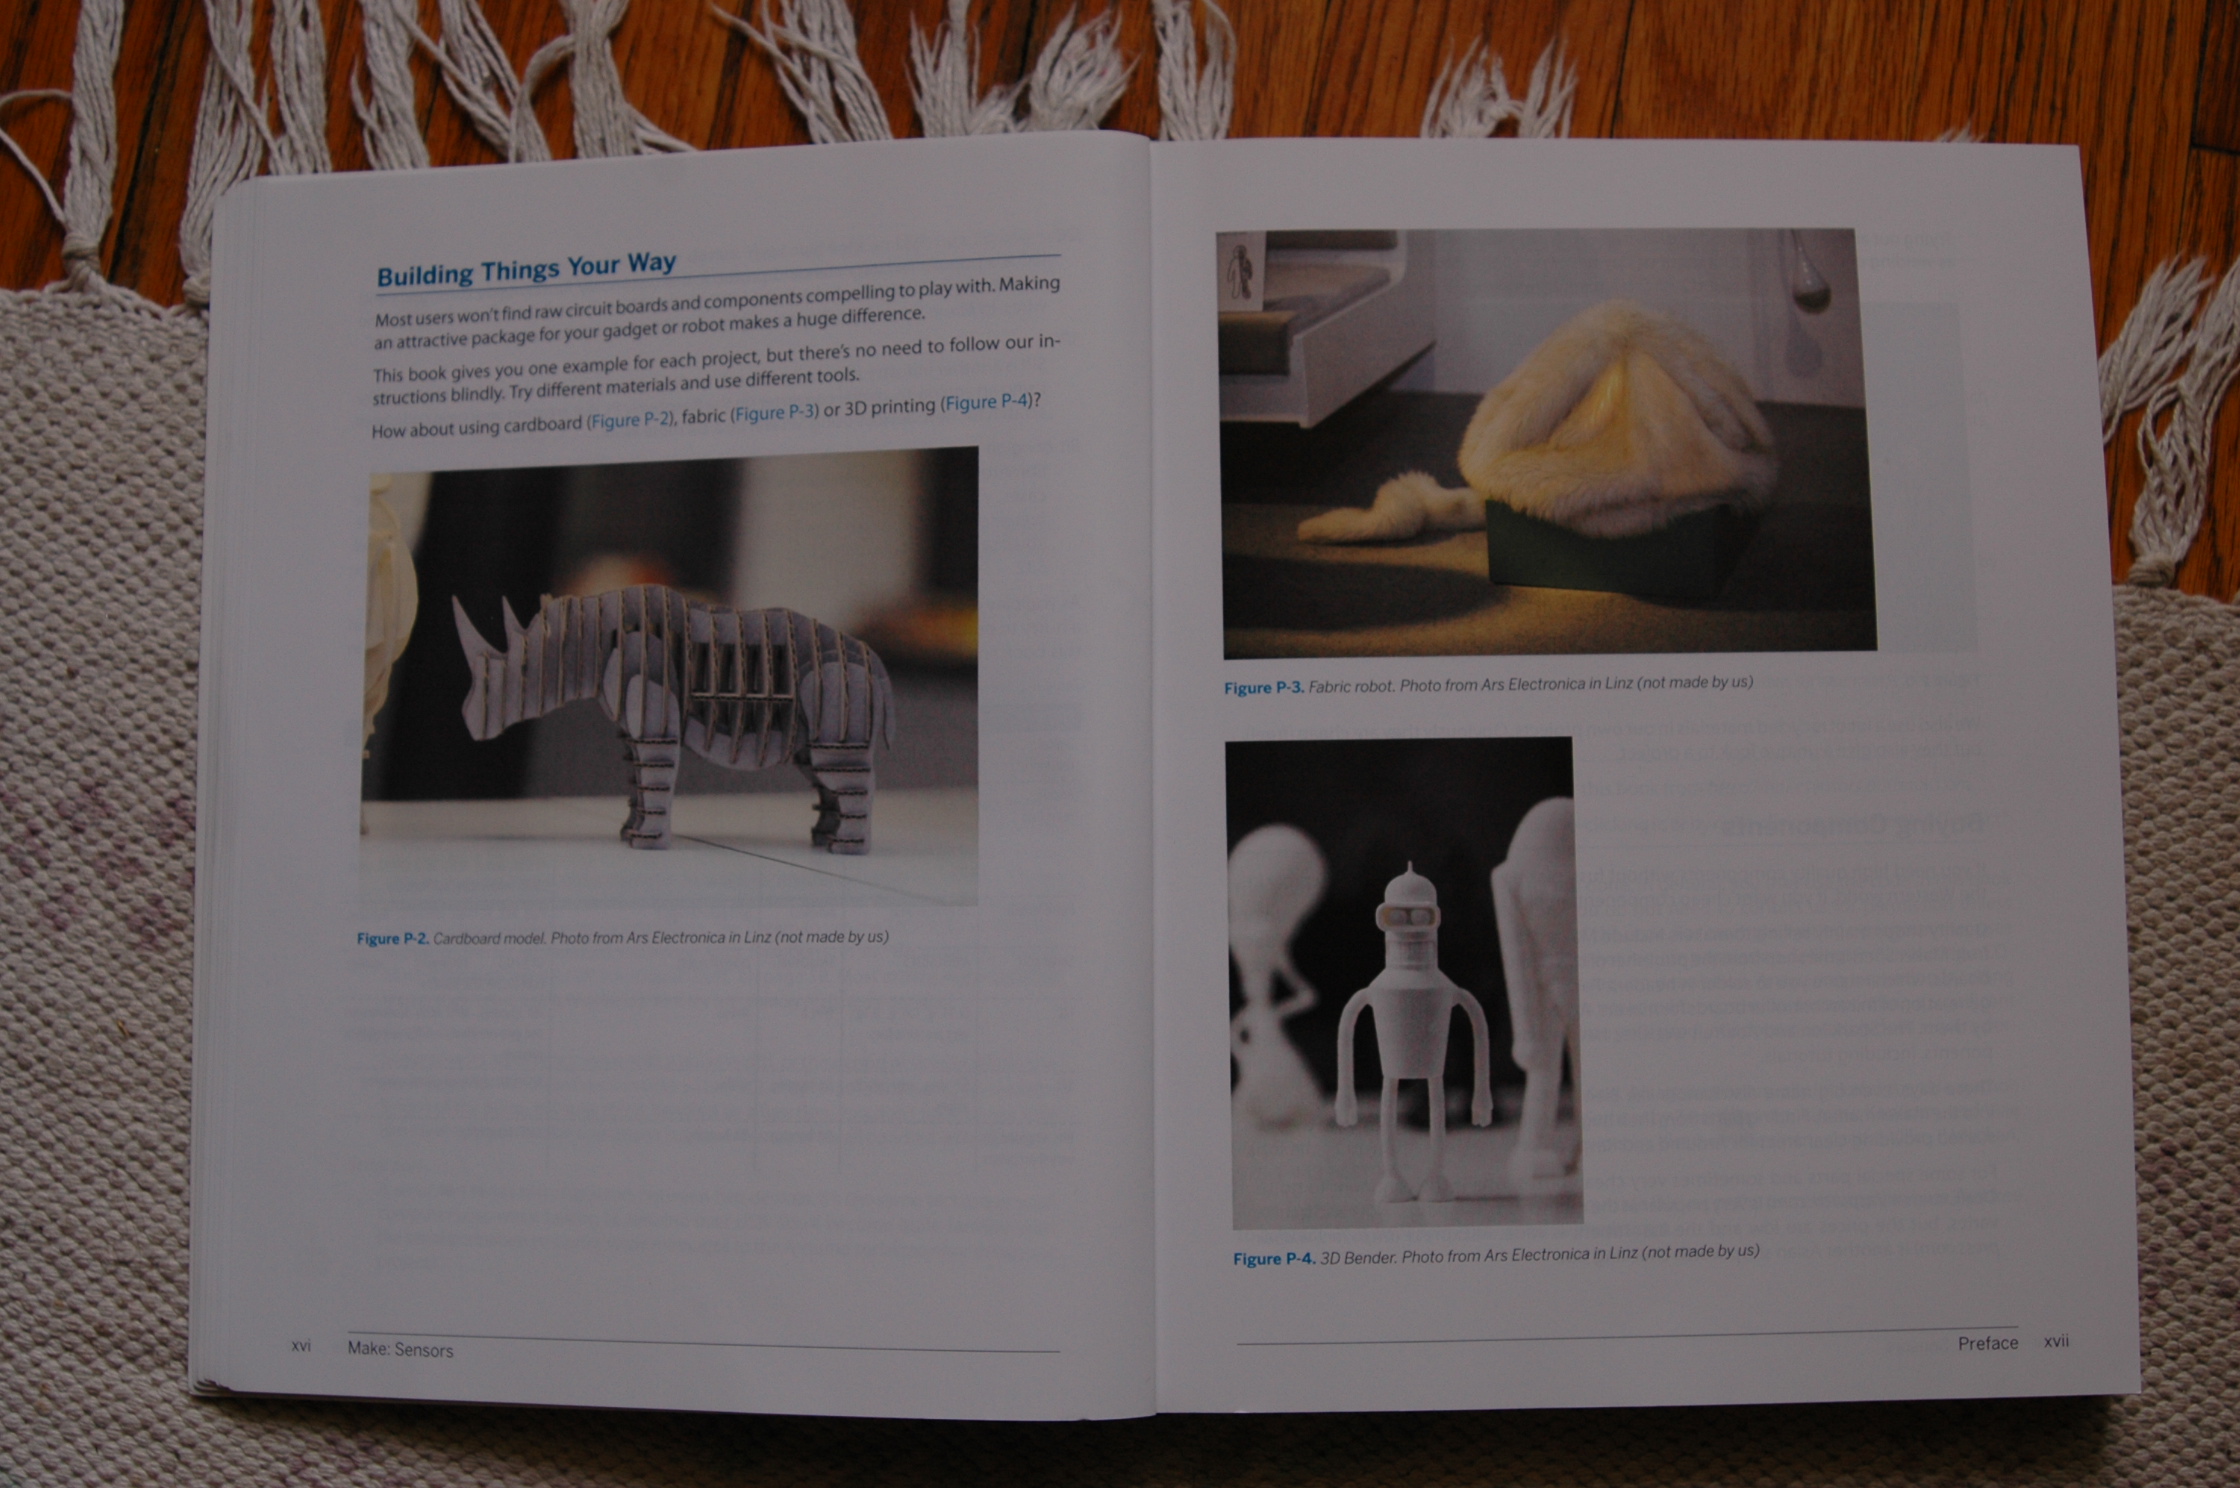 Building Things Your Way
Most users won't find raw circuit boards and components compelling to play with. Making
an attractive package for your gadget or robot makes a huge difference.
This book gives you one example for each project, but there's no need to follow our in-
structions blindly. Try different materials and use different tools.
How about using cardboard (Figure P-2), fabric (Figure P-3) or 3D printing (Figure P-4)?
Figure P-2. Cardboard model. Photo from Ars Electronica in Linz (not made by us)
xvi Make: Sensors
Figure P-3. Fabric robot. Photo from Ars Electronica in Linz (not made by us)
Figure P-4. 3D Bender. Photo from Ars Electronica in Linz (not made by us)
Preface xvii